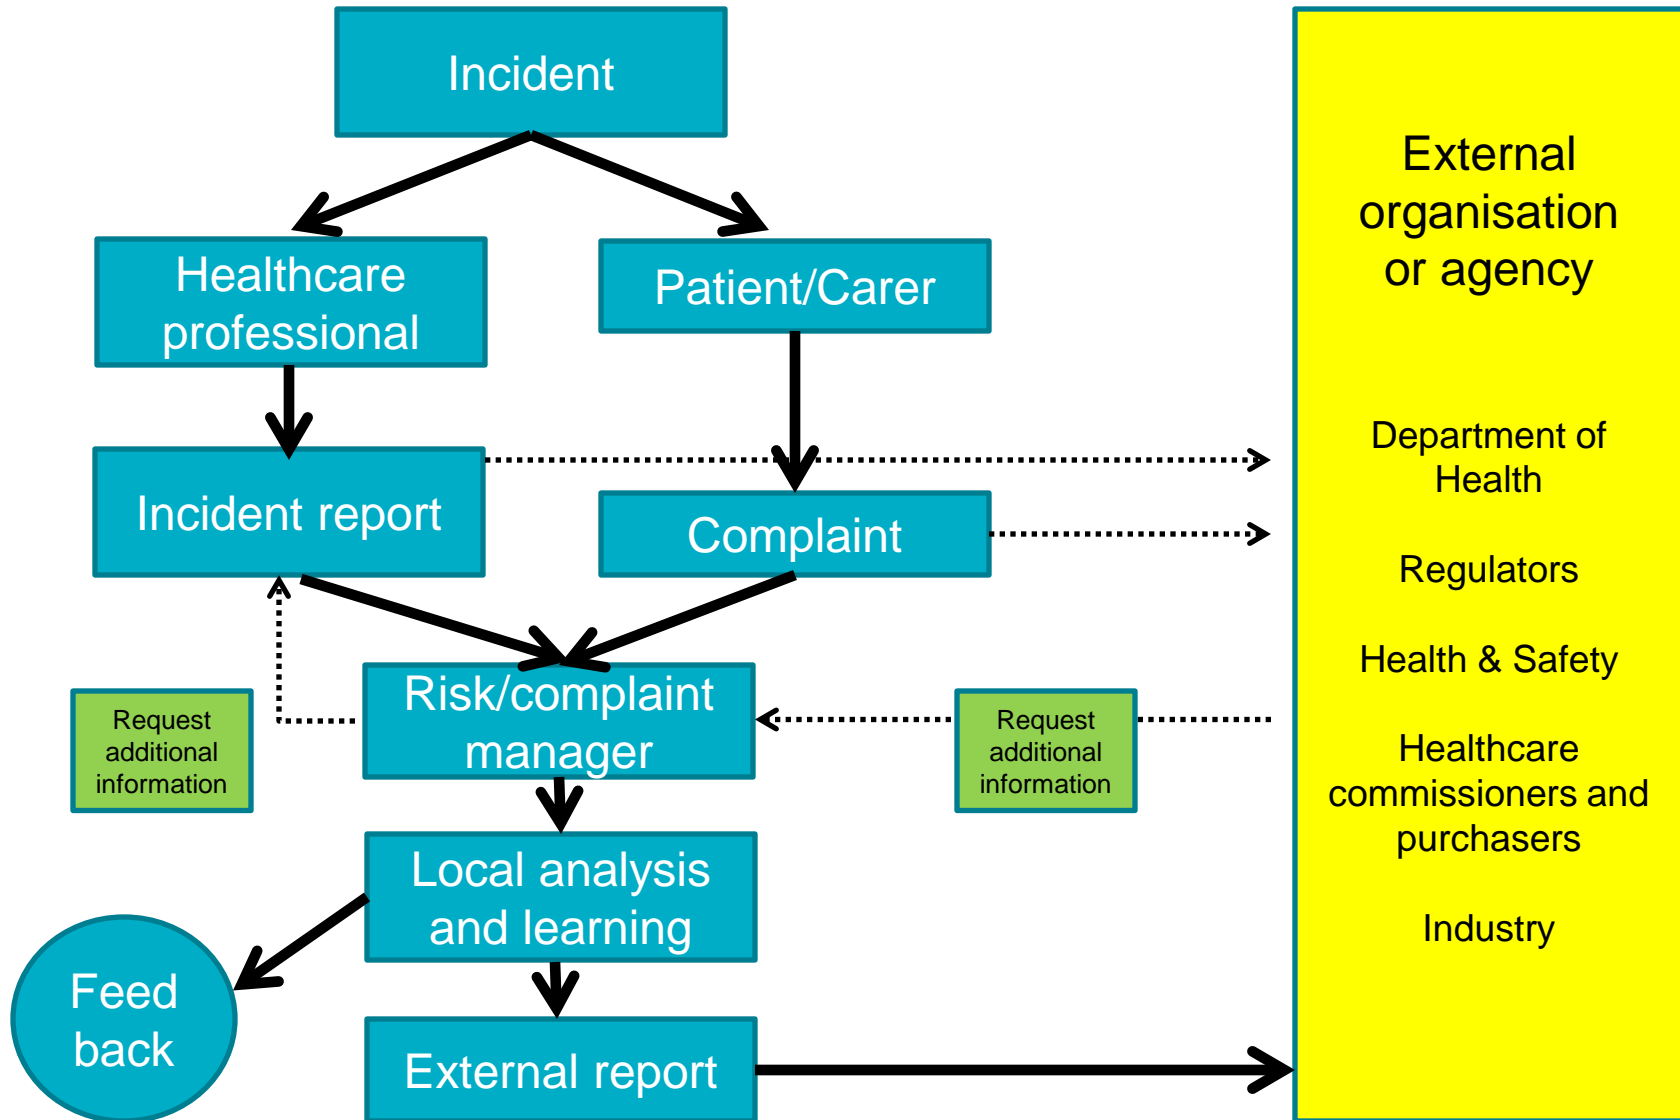 Incident
Healthcare
professional
Patient/Carer
Incident report
Complaint
Risk/complaint
manager
Request
additional
information
Request
additional
information
Local analysis
and learning
Feed
back
External report
External
organisation
or agency
Department of
Health
Regulators
Health & Safety
Healthcare
commissioners and
purchasers
Industry